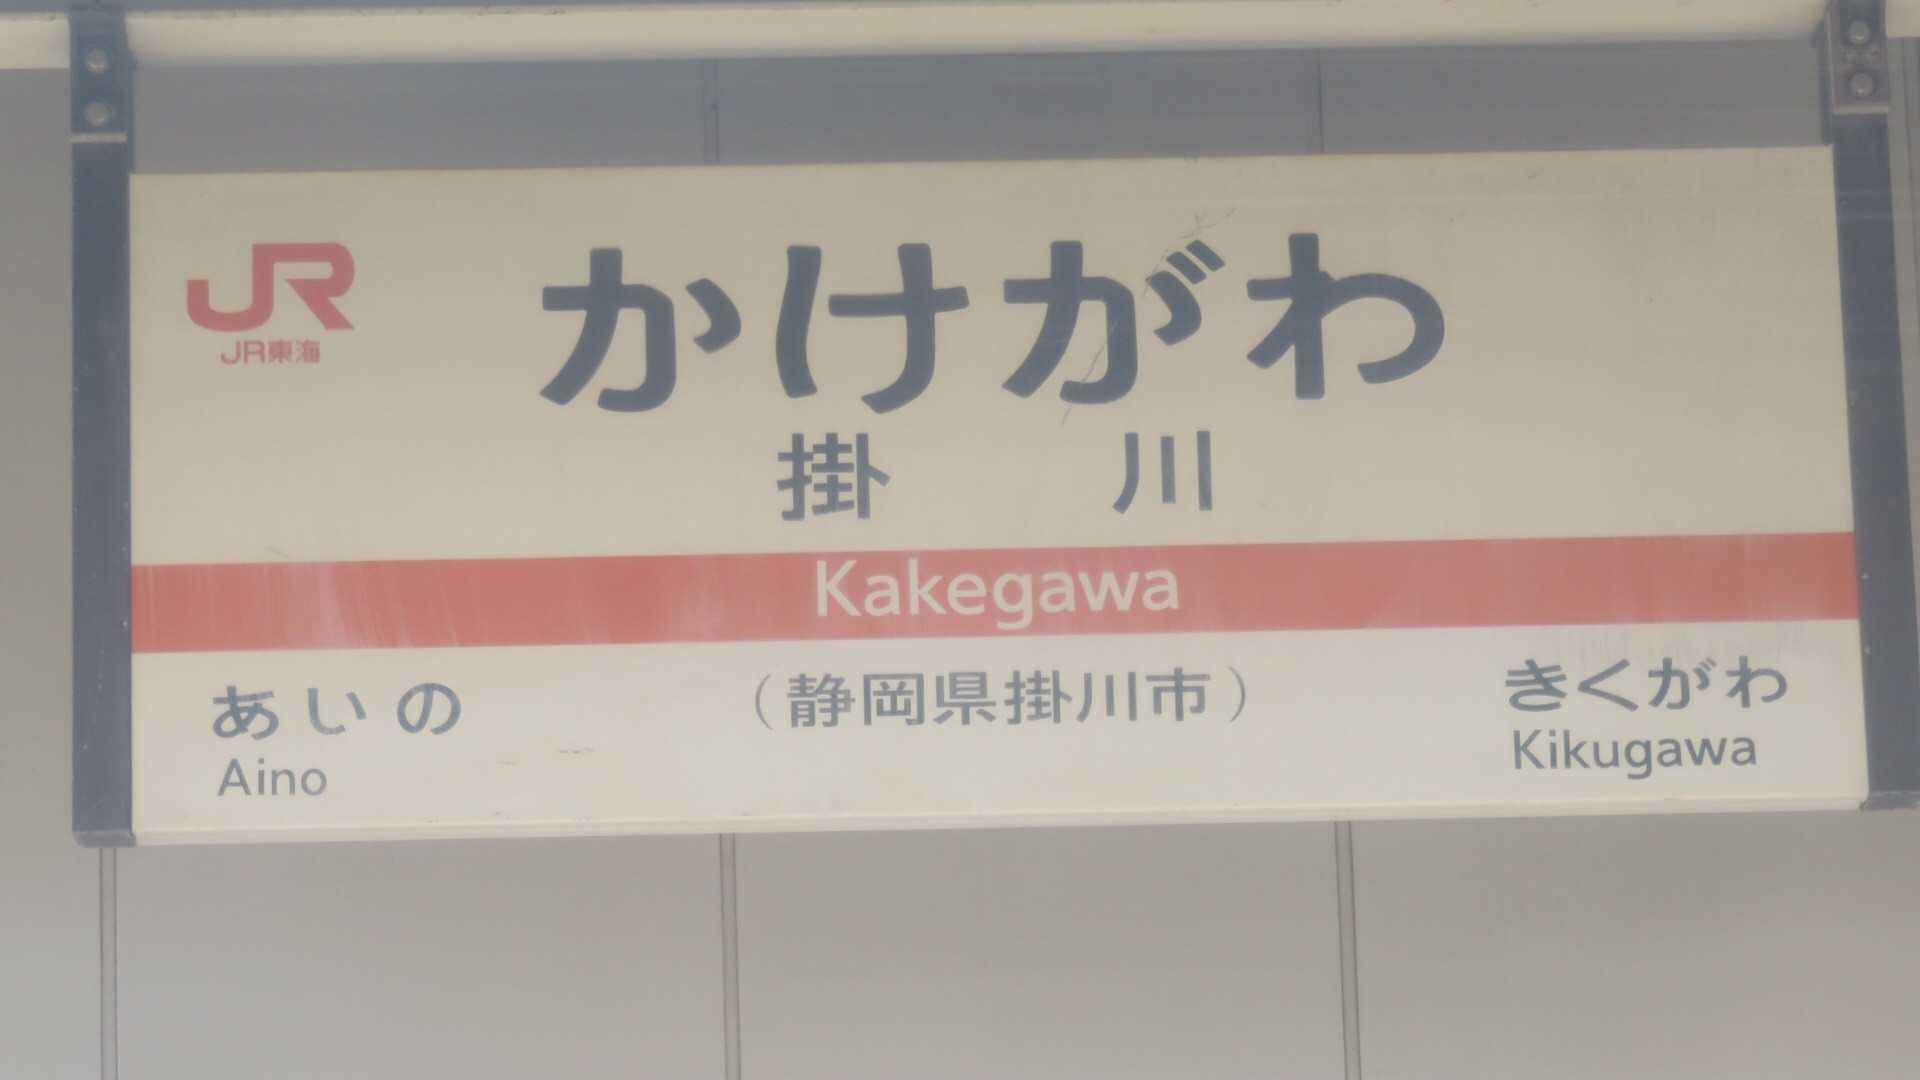 JR
JR東海
かけがわ
掛川
Kakegawa
あいの
Aino
（静岡県掛川市）
きくがわ
Kikugawa